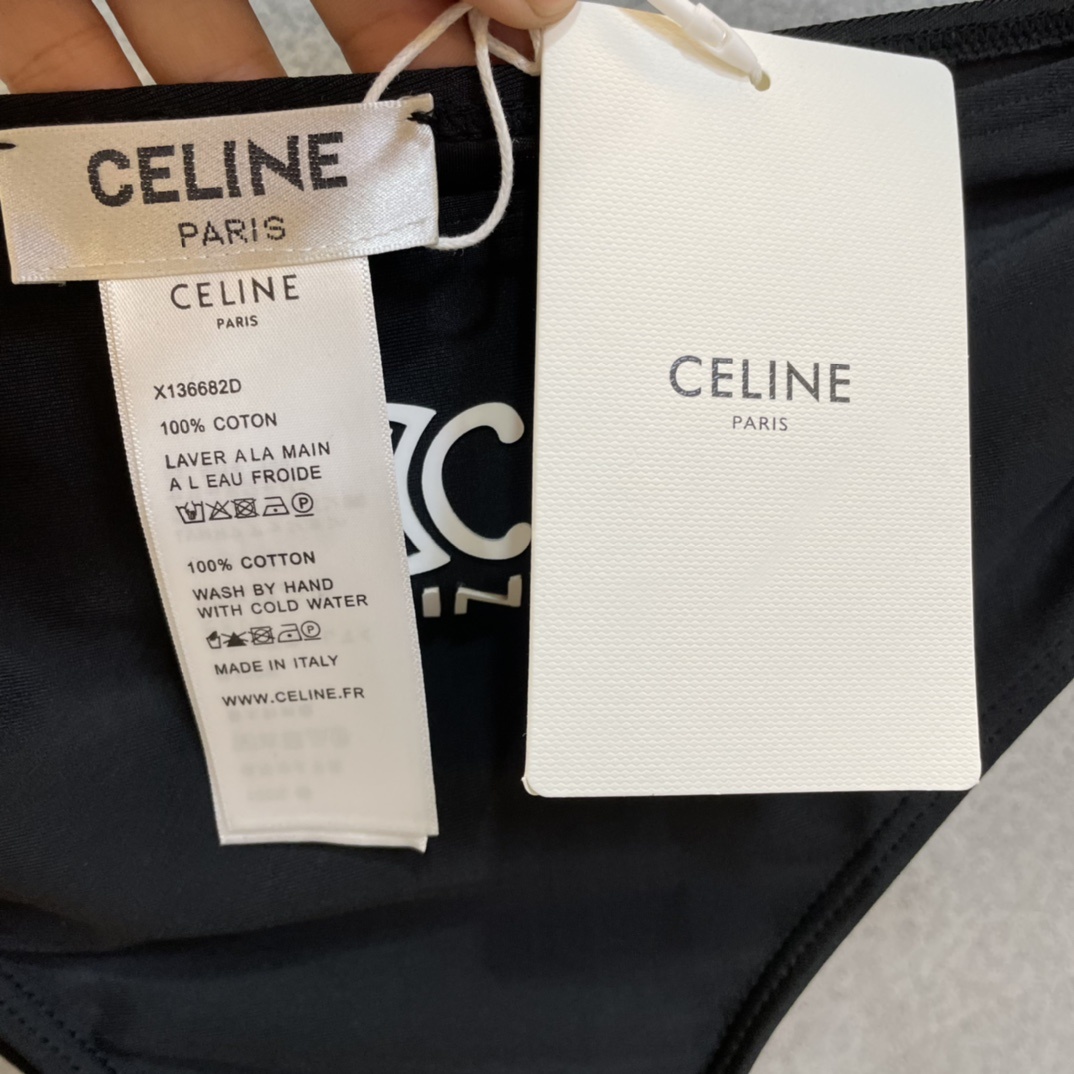 CELINE
PARIS
CELINE
PARIS
X136682D
100% COTON
LAVER A LA MAIN
A L EAU FROIDE
P
100% COTTON
WASH BY HAND
WITH COLD WATER
P
MADE IN ITALY
WWW.CELINE.FR
C
IN
CELINE
PARIS